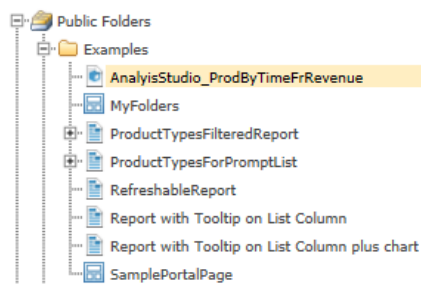 Public Folders
Examples
AnalyisStudio_ProdByTimeFrRevenue
MyFolders
ProductTypesFilteredReport
ProductTypesForPromptList
RefreshableReport
Report with Tooltip on List Column
Report with Tooltip on List Column plus chart
SamplePortalPage